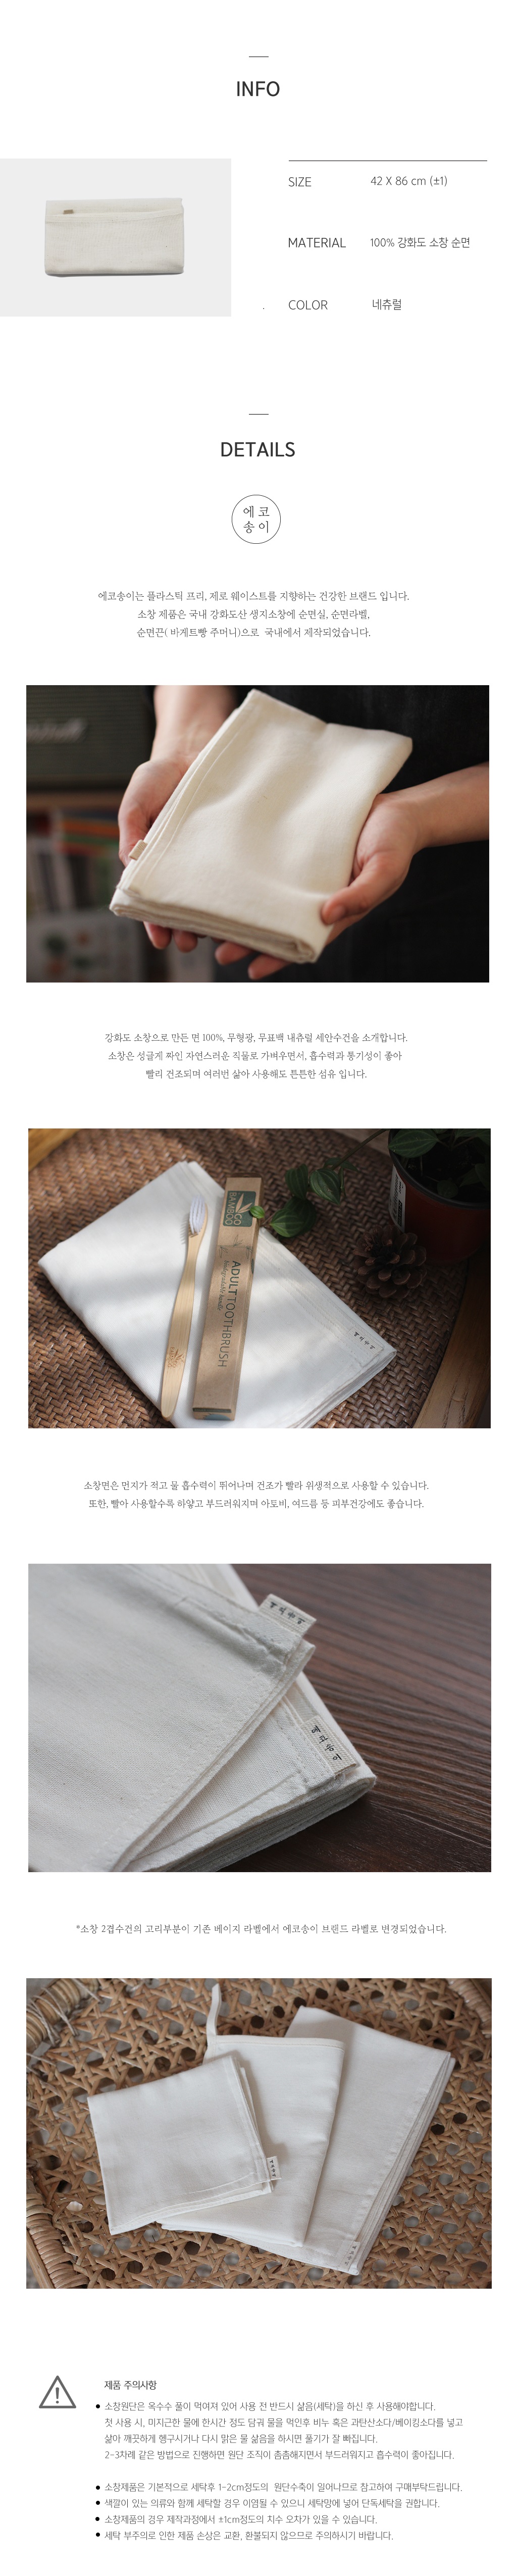 INFO
SIZE 42 X 86 cm (±1)
MATERIAL 100% 강화도 소창 순면
COLOR 네츄럴
DETAILS
에코
송이
에코송이는 플라스틱 프리, 제로 웨이스트를 지향하는 건강한 브랜드 입니다.
소창 제품은 국내 강화도산 생지소창에 순면실, 순면라벨,
순면끈( 바게트빵 주머니)으로 국내에서 제작되었습니다.
강화도 소창으로 만든 면 100%, 무형광, 무표백 내츄럴 세안수건을 소개합니다.
소창은 성글게 짜인 자연스러운 직물로 가벼우면서, 흡수력과 통기성이 좋아
빨리 건조되며 여러번 삶아 사용해도 튼튼한 섬유 입니다.
CO
BAMBOO
ADULT TOOTHBRUSH
에코송이
소창면은 먼지가 적고 물 흡수력이 뛰어나며 건조가 빨라 위생적으로 사용할 수 있습니다.
또한, 빨아 사용할수록 하얗고 부드러워지며 아토비, 여드름 등 피부건강에도 좋습니다.
에코송이
에코송이
*소창 2겹수건의 고리부분이 기존 베이지 라벨에서 에코송이 브랜드 라벨로 변경되었습니다.
에코송이
제품 주의사항
● 소창원단은 옥수수 풀이 먹여져 있어 사용 전 반드시 삶음(세탁)을 하신 후 사용해야합니다.
첫 사용 시, 미지근한 물에 한시간 정도 담궈 물을 먹인후 비누 혹은 과탄산소다/베이킹소다를 넣고
삶아 깨끗하게 헹구시거나 다시 맑은 물 삶음을 하시면 풀기가 잘 빠집니다.
2-3차례 같은 방법으로 진행하면 원단 조직이 촘촘해지면서 부드러워지고 흡수력이 좋아집니다.
● 소창제품은 기본적으로 세탁후 1-2cm정도의 원단수축이 일어나므로 참고하여 구매부탁드립니다.
● 색깔이 있는 의류와 함께 세탁할 경우 이염될 수 있으니 세탁망에 넣어 단독세탁을 권합니다.
● 소창제품의 경우 제작과정에서 ±1cm정도의 치수 오차가 있을 수 있습니다.
● 세탁 부주의로 인한 제품 손상은 교환, 환불되지 않으므로 주의하시기 바랍니다.